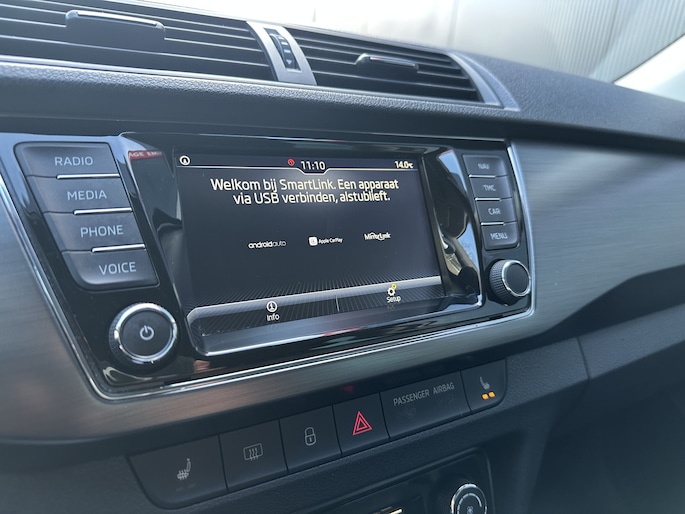 RADIO
MEDIA
PHONE
VOICE
11:10
14.0°C
Welkom bij SmartLink. Een apparaat
via USB verbinden, alstublieft.
androidauto
Apple CarPlay
MirrorLink
Info
Setup
NAV
TMC
CAR
MENU
PASSENGER AIRBAG